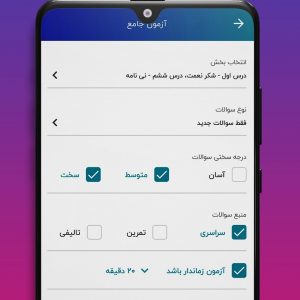 آزمون جامع
انتخاب بخش
درس اول - شکر نعمت، درس ششم - نی نامه
نوع سوالات
فقط سوالات جدید
درجه سختی سوالات
آسان متوسط سخت
منبع سوالات
سراسری تمرین تالیفی
آزمون زماندار باشد ۲۰ دقیقه